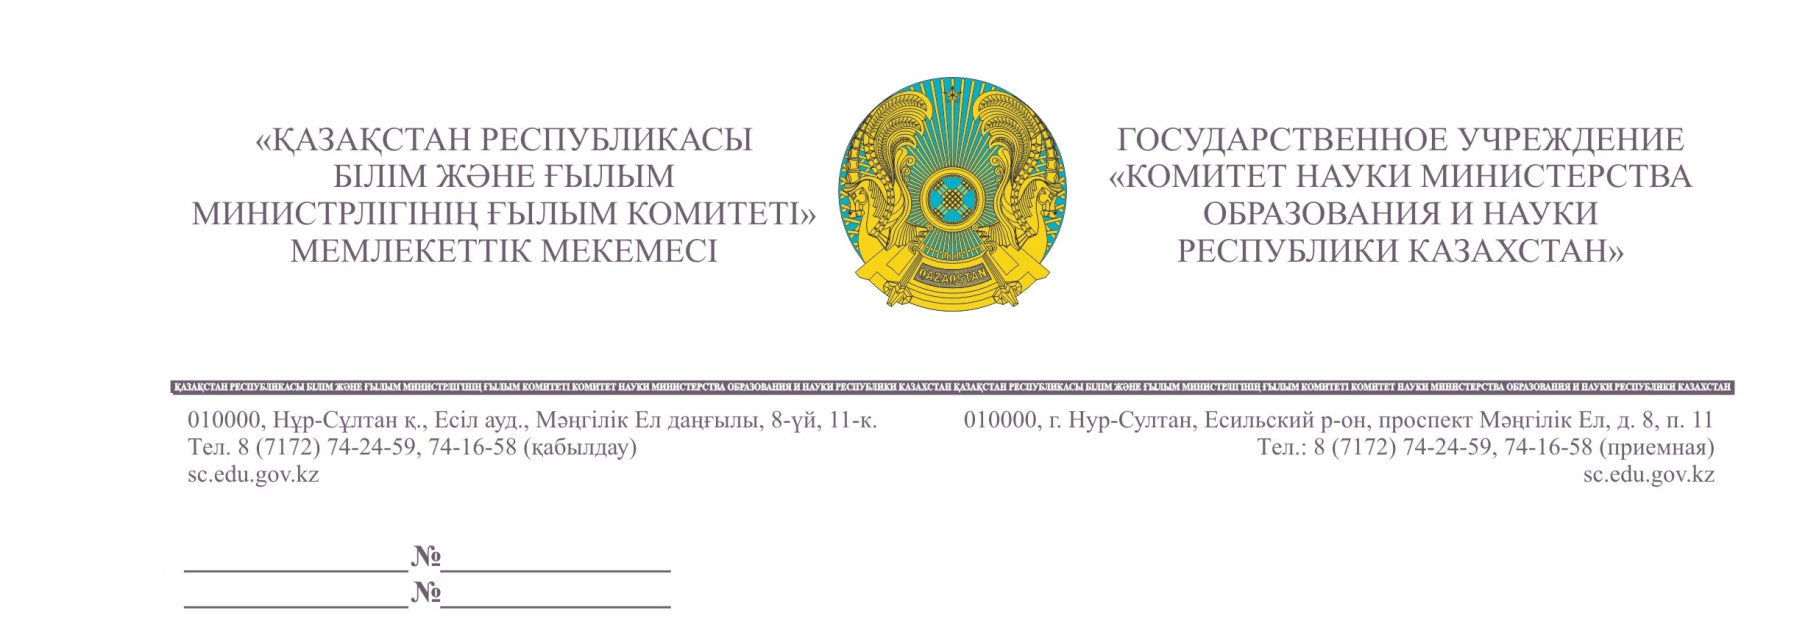 «ҚАЗАҚСТАН РЕСПУБЛИКАСЫ
БІЛІМ ЖӘНЕ ҒЫЛЫМ
МИНИСТРЛІГІНІҢ ҒЫЛЫМ КОМИТЕТІ»
МЕМЛЕКЕТТІК МЕКЕМЕСІ
QAZAQSTAN
ГОСУДАРСТВЕННОЕ УЧРЕЖДЕНИЕ
«КОМИТЕТ НАУКИ МИНИСТЕРСТВА
ОБРАЗОВАНИЯ И НАУКИ
РЕСПУБЛИКИ КАЗАХСТАН»
ҚАЗАҚСТАН РЕСПУБЛИКАСЫ БІЛІМ ЖӘНЕ ҒЫЛЫМ МИНИСТРЛІГІНІҢ ҒЫЛЫМ КОМИТЕТІ КОМИТЕТ НАУКИ МИНИСТЕРСТВА ОБРАЗОВАНИЯ И НАУКИ РЕСПУБЛИКИ КАЗАХСТАН ҚАЗАҚСТАН РЕСПУБЛИКАСЫ БІЛІМ ЖӘНЕ ҒЫЛЫМ МИНИСТРЛІГІНІҢ ҒЫЛЫМ КОМИТЕТІ КОМИТЕТ НАУКИ МИНИСТЕРСТВА ОБРАЗОВАНИЯ И НАУКИ РЕСПУБЛИКИ КАЗАХСТАН
010000, Нұр-Сұлтан қ., Есіл ауд., Мәңгілік Ел даңғылы, 8-үй, 11-к.
Тел. 8 (7172) 74-24-59, 74-16-58 (қабылдау)
sc.edu.gov.kz
010000, г. Нур-Султан, Есильский р-он, проспект Мәңгілік Ел, д. 8, п. 11
Тел.: 8 (7172) 74-24-59, 74-16-58 (приемная)
sc.edu.gov.kz
№
№